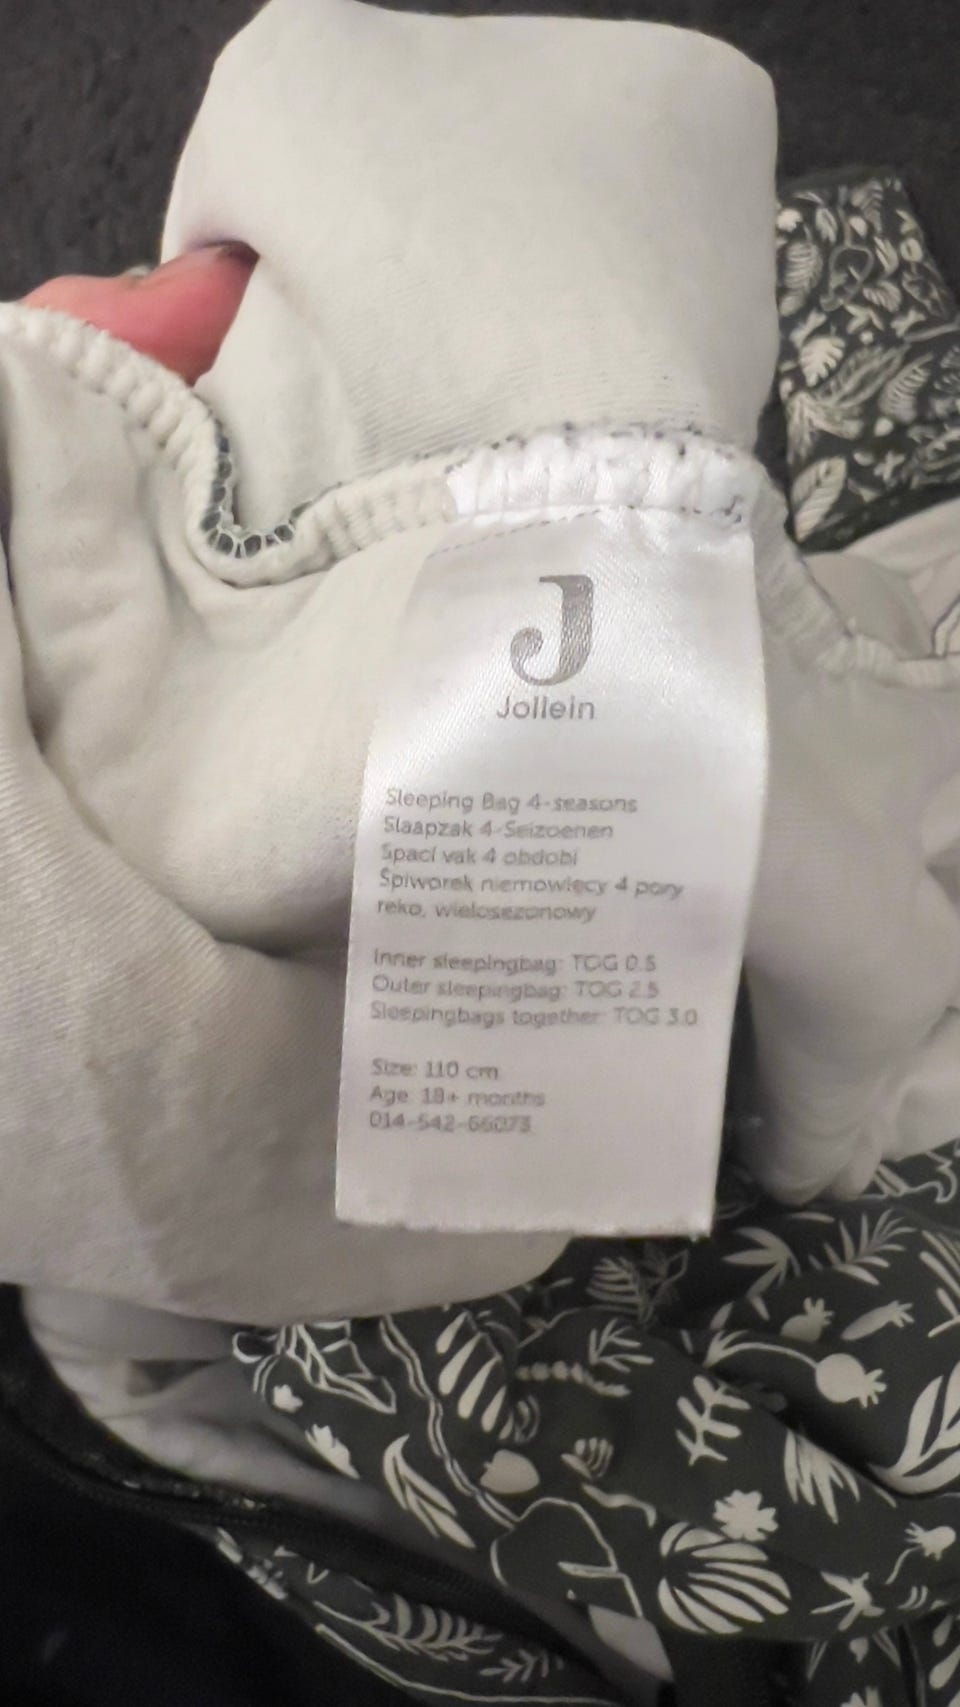 J
Jollein
Sleeping Bag 4-seasons
Slaapzak 4-Seizoenen
Spací vak 4 období
Śpiworek niemowlęcy 4 pory
reko, wielosezonowy
Inner sleepingbag: TOG 0.5
Outer sleepingbag: TOG 2.5
Sleepingbags together: TOG 3.0
Size: 110 cm
Age: 18+ months
014-542-66073